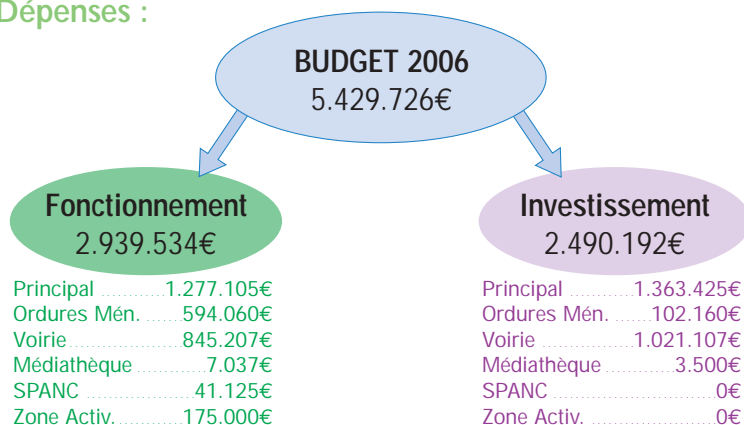 Dépenses :
BUDGET 2006
5.429.726€
Fonctionnement
2.939.534€
Principal ............1.277.105€
Ordures Mén. .......594.060€
Voirie .....................845.207€
Médiathèque .............7.037€
SPANC .....................41.125€
Zone Activ. ............175.000€
Investissement
2.490.192€
Principal ............1.363.425€
Ordures Mén. .......102.160€
Voirie ..................1.021.107€
Médiathèque .............3.500€
SPANC ..............................0€
Zone Activ. .......................0€